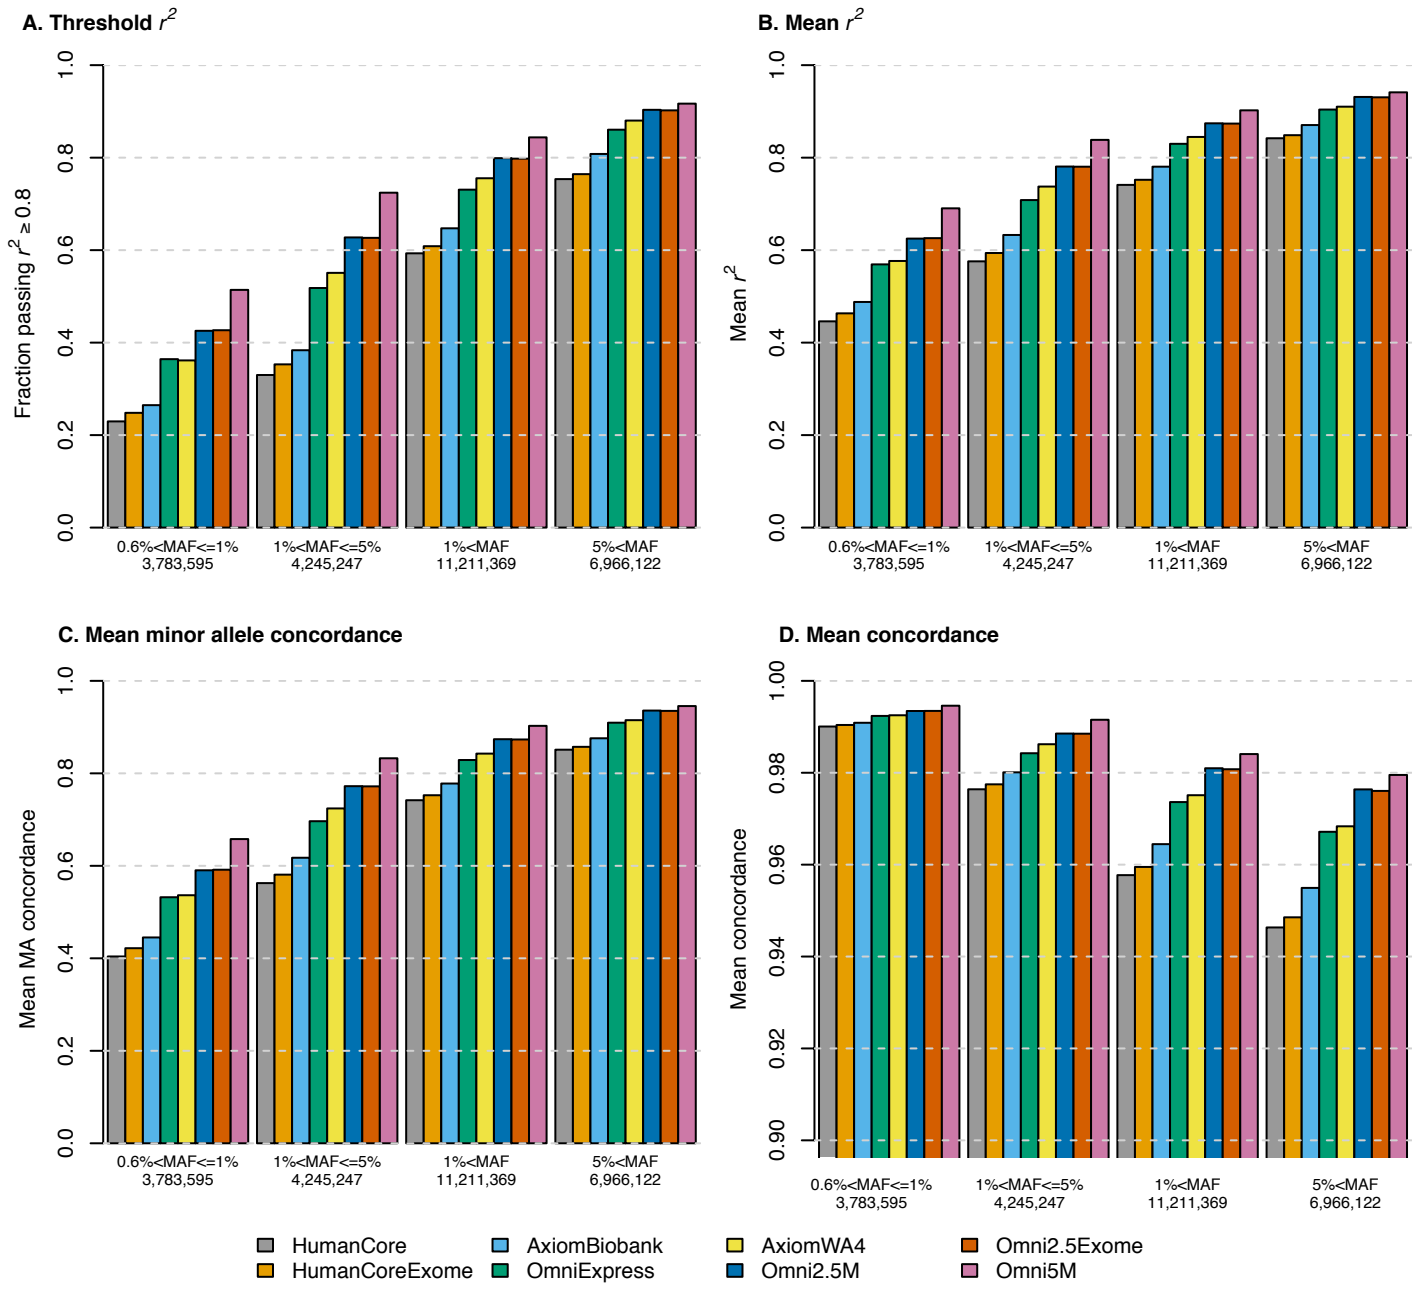 A. Threshold r²
Fraction passing r² ≥ 0.8
1.0
0.8
0.6
0.4
0.2
0.0
0.6%<MAF<=1% 1%<MAF<=5% 1%<MAF 5%<MAF
3,783,595 4,245,247 11,211,369 6,966,122
B. Mean r²
Mean r²
1.0
0.8
0.6
0.4
0.2
0.0
0.6%<MAF<=1% 1%<MAF<=5% 1%<MAF 5%<MAF
3,783,595 4,245,247 11,211,369 6,966,122
C. Mean minor allele concordance
Mean MA concordance
1.0
0.8
0.6
0.4
0.2
0.0
0.6%<MAF<=1% 1%<MAF<=5% 1%<MAF 5%<MAF
3,783,595 4,245,247 11,211,369 6,966,122
D. Mean concordance
Mean concordance
1.00
0.98
0.96
0.94
0.92
0.90
0.6%<MAF<=1% 1%<MAF<=5% 1%<MAF 5%<MAF
3,783,595 4,245,247 11,211,369 6,966,122
HumanCore AxiomBiobank AxiomWA4 Omni2.5Exome
HumanCoreExome OmniExpress Omni2.5M Omni5M